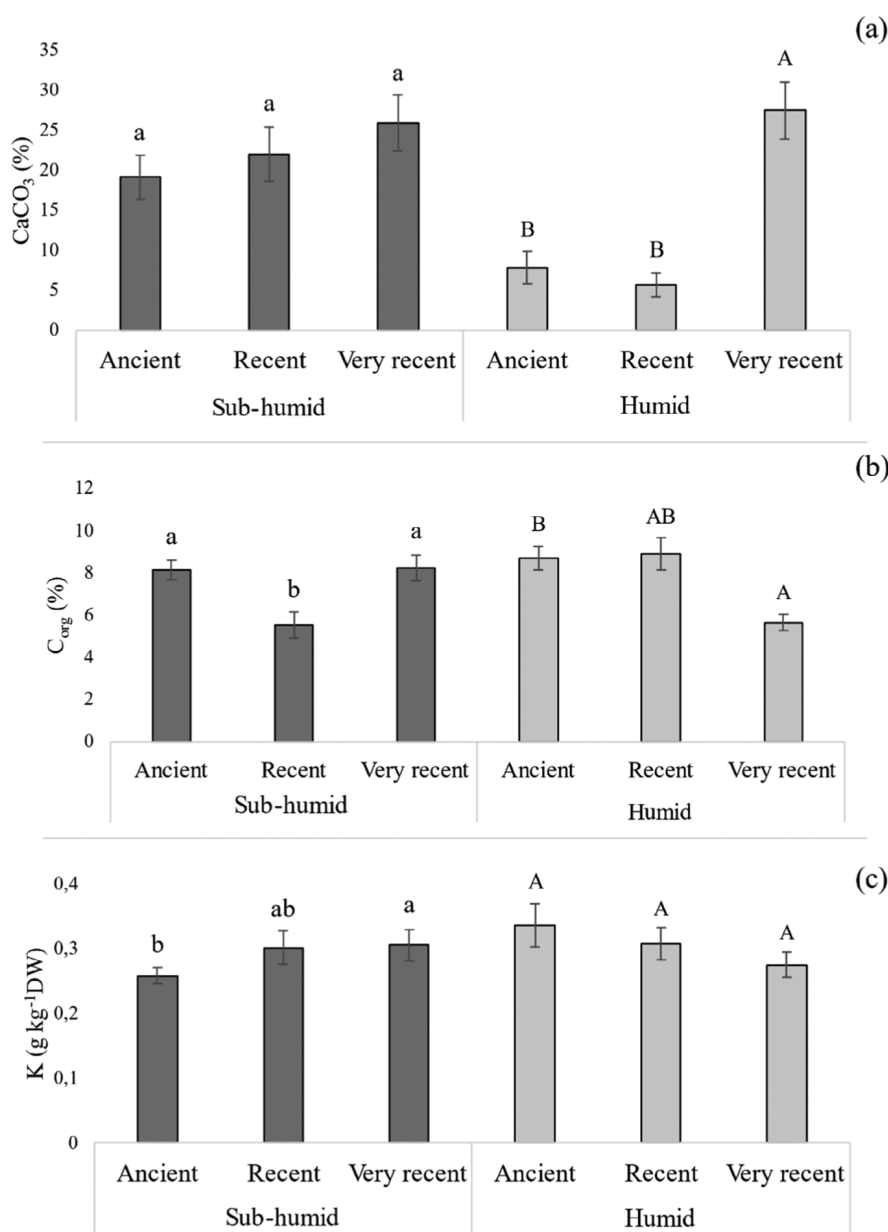 (a)
CaCO₃ (%)
35
30
25
20
15
10
5
0
a
a
a
B
B
A
Ancient Recent Very recent Ancient Recent Very recent
Sub-humid Humid
(b)
C_org (%)
12
10
8
6
4
2
0
a
b
a
B
AB
A
Ancient Recent Very recent Ancient Recent Very recent
Sub-humid Humid
(c)
K (g kg⁻¹DW)
0,4
0,3
0,2
0,1
0
b
ab
a
A
A
A
Ancient Recent Very recent Ancient Recent Very recent
Sub-humid Humid